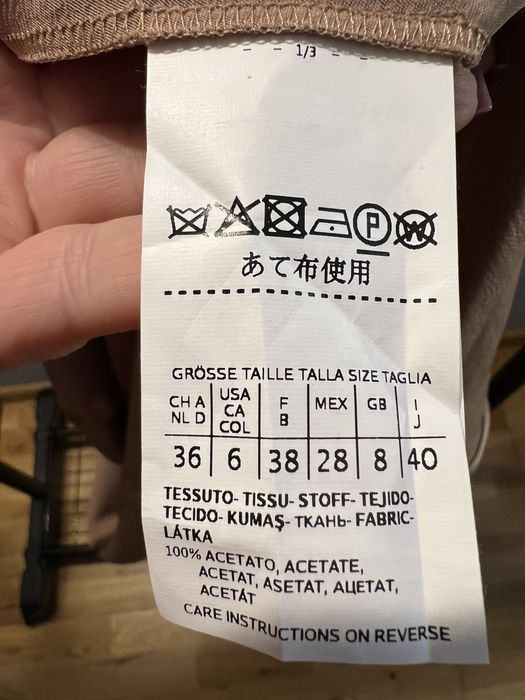 - - 1/3 - -
P W
あて布使用
GRÖSSE TAILLE TALLA SIZE TAGLIA
CH A NL D | USA CA COL | F B | MEX | GB | I J
36 | 6 | 38 | 28 | 8 | 40
TESSUTO- TISSU- STOFF- TEJIDO-
TECIDO- KUMAŞ- ТКАНЬ- FABRIC-
LÁTKA
100% ACETATO, ACETATE,
ACETAT, ASETAT, АЦЕТАТ,
ACETÁT
CARE INSTRUCTIONS ON REVERSE